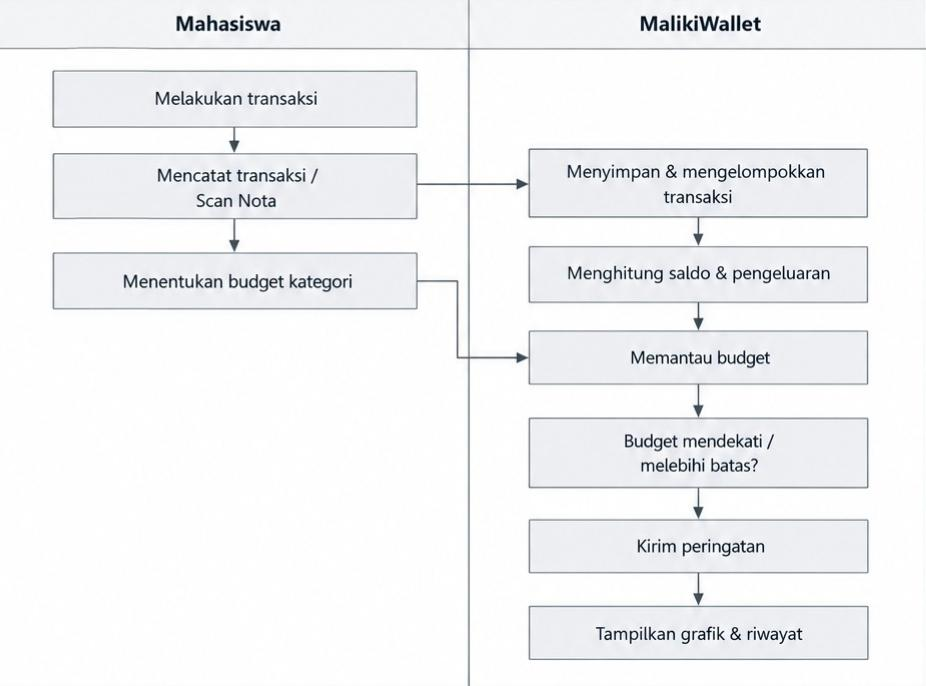 Mahasiswa
MalikiWallet
Melakukan transaksi
Mencatat transaksi /
Scan Nota
Menentukan budget kategori
Menyimpan & mengelompokkan
transaksi
Menghitung saldo & pengeluaran
Memantau budget
Budget mendekati /
melebihi batas?
Kirim peringatan
Tampilkan grafik & riwayat